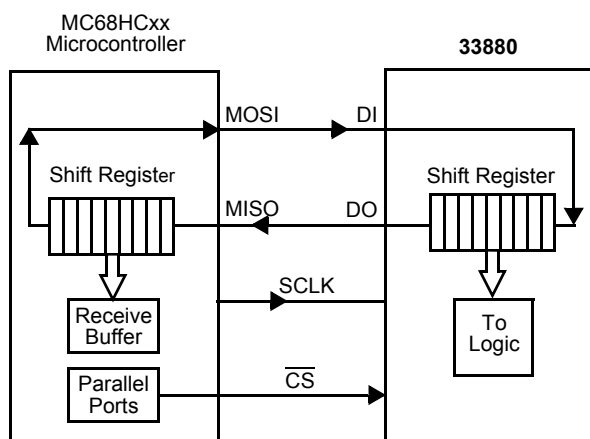 MC68HCxx
Microcontroller
33880
MOSI
DI
Shift Register
Shift Register
MISO
DO
SCLK
Receive
Buffer
To
Logic
Parallel
Ports
CS